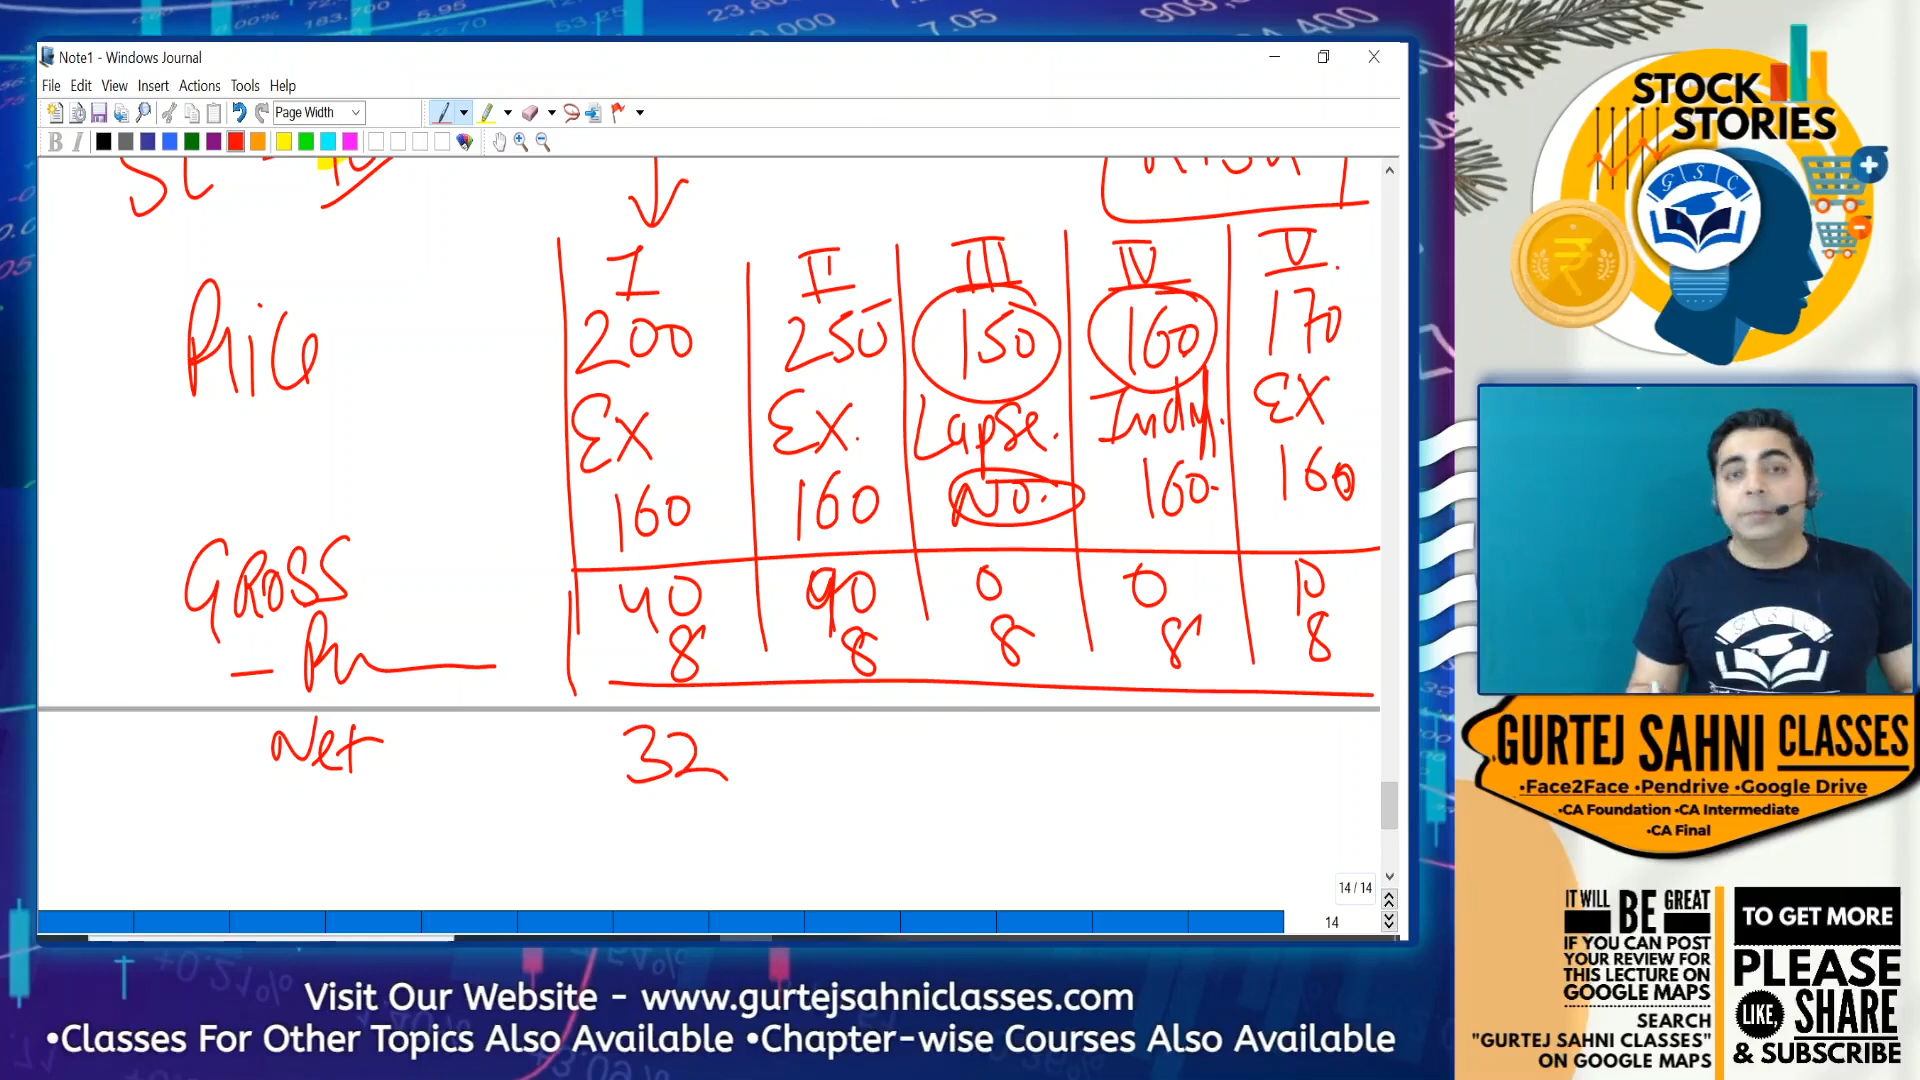 Note1 - Windows Journal
File Edit View Insert Actions Tools Help
Page Width
B I
I II III IV V
Price 200 250 150 160 170
Ex Ex. Lapse. Indif. Ex
160 160 No. 160 160
GROSS 40 90 0 0 10
- 8 8 8 8 8
Net 32
14 / 14
14
STOCK
STORIES
G S C
G S C
GURTEJ SAHNI CLASSES
•Face2Face •Pendrive •Google Drive
•CA Foundation •CA Intermediate
•CA Final
IT WILL BE GREAT
IF YOU CAN POST
YOUR REVIEW FOR
THIS LECTURE ON
GOOGLE MAPS
SEARCH
"GURTEJ SAHNI CLASSES"
ON GOOGLE MAPS
TO GET MORE
PLEASE
LIKE, SHARE
& SUBSCRIBE
Visit Our Website - www.gurtejsahniclasses.com
•Classes For Other Topics Also Available •Chapter-wise Courses Also Available